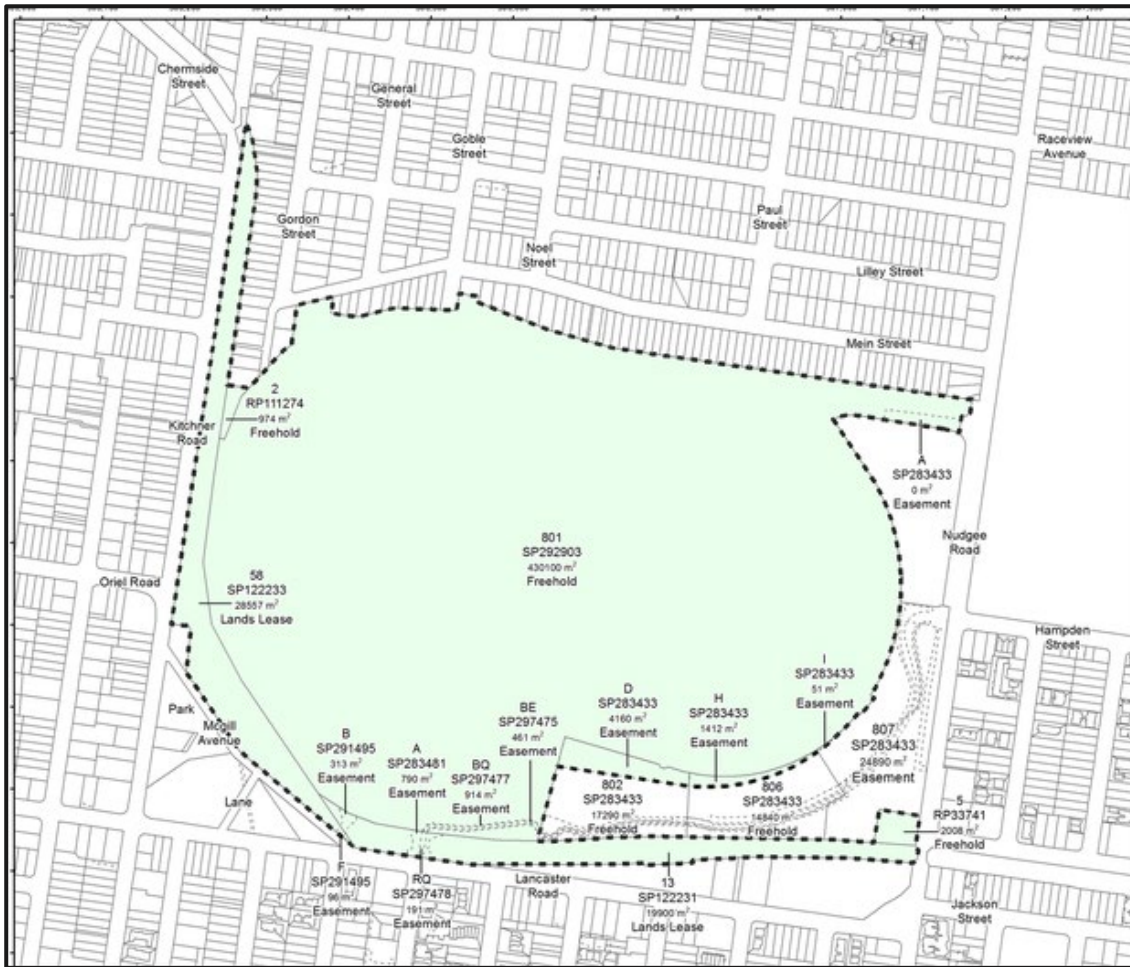 Chermside
Street
General
Street
Goble
Street
Raceview
Avenue
Gordon
Street
Paul
Street
Noel
Street
Lilley Street
Mein Street
2
RP111274
974 m²
Freehold
Kitchner
Road
A
SP283433
0 m²
Easement
801
SP292903
430100 m²
Freehold
Nudgee
Road
Oriel Road
58
SP122233
28557 m²
Lands Lease
Hampden
Street
I
SP283433
51 m²
Easement
D
SP283433
4160 m²
Easement
H
SP283433
1412 m²
Easement
BE
SP297475
461 m²
Easement
Park
Mcgill
Avenue
B
SP291495
313 m²
Easement
A
SP283481
790 m²
Easement
BQ
SP297477
914 m²
Easement
807
SP283433
24890 m²
Easement
802
SP283433
17290 m²
Freehold
806
SP283433
14840 m²
Freehold
Lane
5
RP33741
2008 m²
Freehold
F
SP291495
96 m²
Easement
RQ
SP297478
191 m²
Easement
Lancaster
Road
13
SP122231
19900 m²
Lands Lease
Jackson
Street